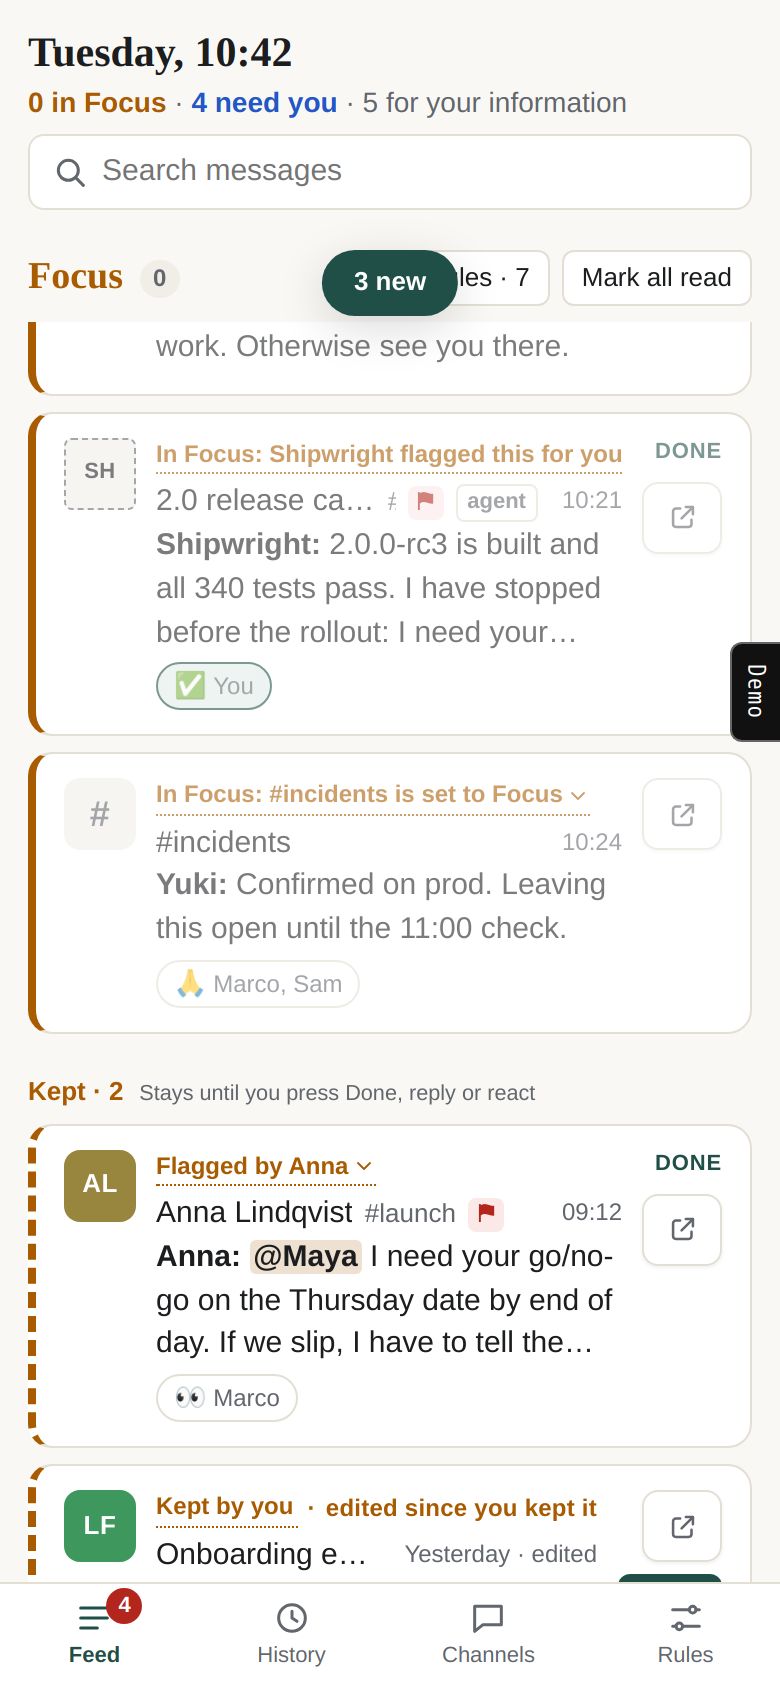 Tuesday, 10:42
0 in Focus · 4 need you · 5 for your information
Search messages
Focus 0
3 new
les · 7
Mark all read
work. Otherwise see you there.
SH
In Focus: Shipwright flagged this for you
DONE
2.0 release ca… # agent 10:21
Shipwright: 2.0.0-rc3 is built and
all 340 tests pass. I have stopped
before the rollout: I need your…
✅ You
Demo
#
In Focus: #incidents is set to Focus
#incidents 10:24
Yuki: Confirmed on prod. Leaving
this open until the 11:00 check.
🙏 Marco, Sam
Kept · 2 Stays until you press Done, reply or react
AL
Flagged by Anna
DONE
Anna Lindqvist #launch 09:12
Anna: @Maya I need your go/no-
go on the Thursday date by end of
day. If we slip, I have to tell the…
👀 Marco
LF
Kept by you · edited since you kept it
Onboarding e… Yesterday · edited
4
Feed
History
Channels
Rules